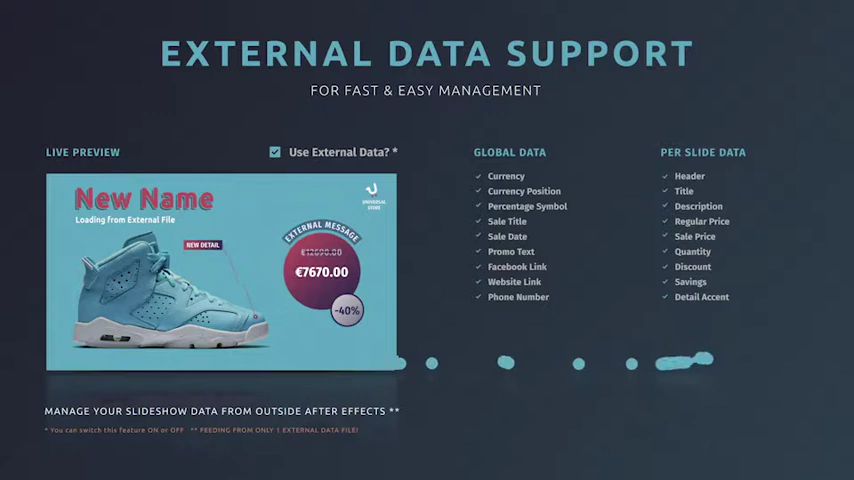 EXTERNAL DATA SUPPORT
FOR FAST & EASY MANAGEMENT
LIVE PREVIEW
Use External Data? *
New Name
Loading from External File
UNIVERSAL
STORE
NEW DETAIL
EXTERNAL MESSAGE
€12690.00
€7670.00
-40%
GLOBAL DATA
Currency
Currency Position
Percentage Symbol
Sale Title
Sale Date
Promo Text
Facebook Link
Website Link
Phone Number
PER SLIDE DATA
Header
Title
Description
Regular Price
Sale Price
Quantity
Discount
Savings
Detail Accent
MANAGE YOUR SLIDESHOW DATA FROM OUTSIDE AFTER EFFECTS **
* You can switch this feature ON or OFF ** FEEDING FROM ONLY 1 EXTERNAL DATA FILE!